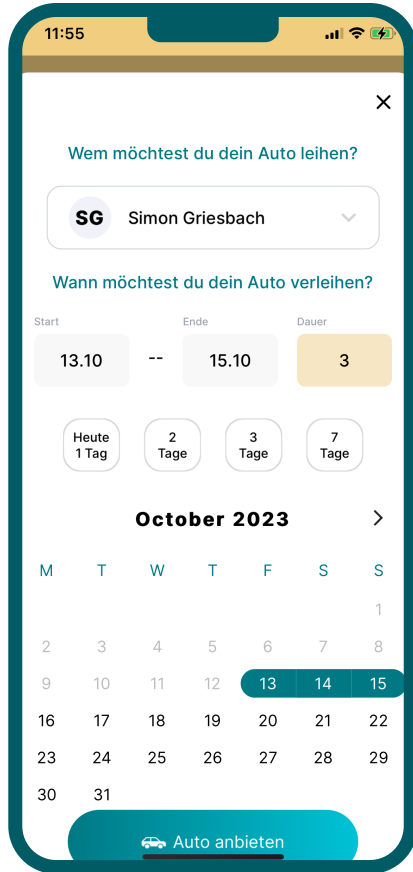 11:55
Wem möchtest du dein Auto leihen?
SG Simon Griesbach
Wann möchtest du dein Auto verleihen?
Start Ende Dauer
13.10 -- 15.10 3
Heute 2 3 7
1 Tag Tage Tage Tage
October 2023
M T W T F S S
1
2 3 4 5 6 7 8
9 10 11 12 13 14 15
16 17 18 19 20 21 22
23 24 25 26 27 28 29
30 31
Auto anbieten